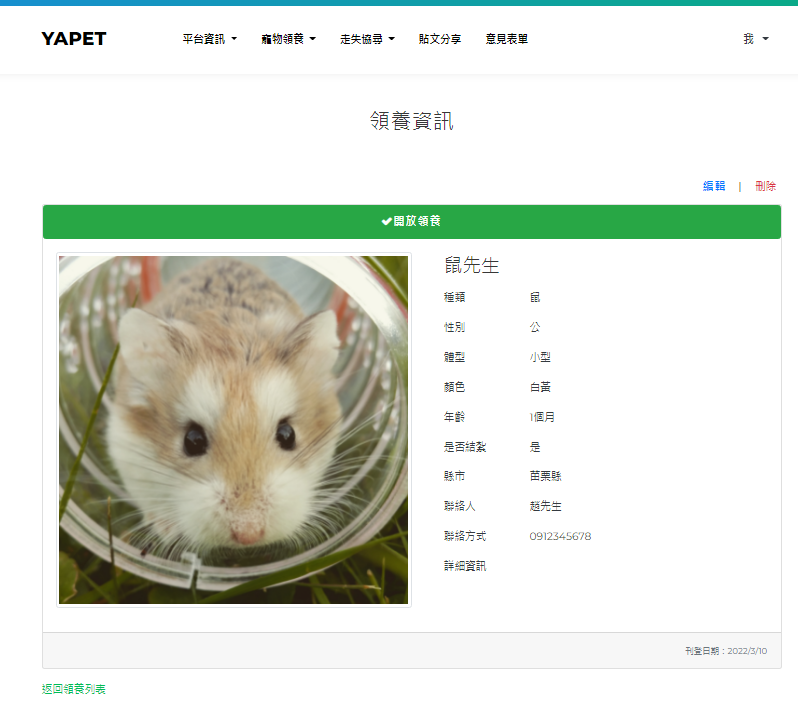 YAPET 平台資訊 寵物領養 走失協尋 貼文分享 意見表單 我
領養資訊
編輯 | 刪除
開放領養
鼠先生
種類 鼠
性別 公
體型 小型
顏色 白黃
年齡 1個月
是否結紮 是
縣市 苗栗縣
聯絡人 趙先生
聯絡方式 0912345678
詳細資訊
刊登日期：2022/3/10
返回領養列表